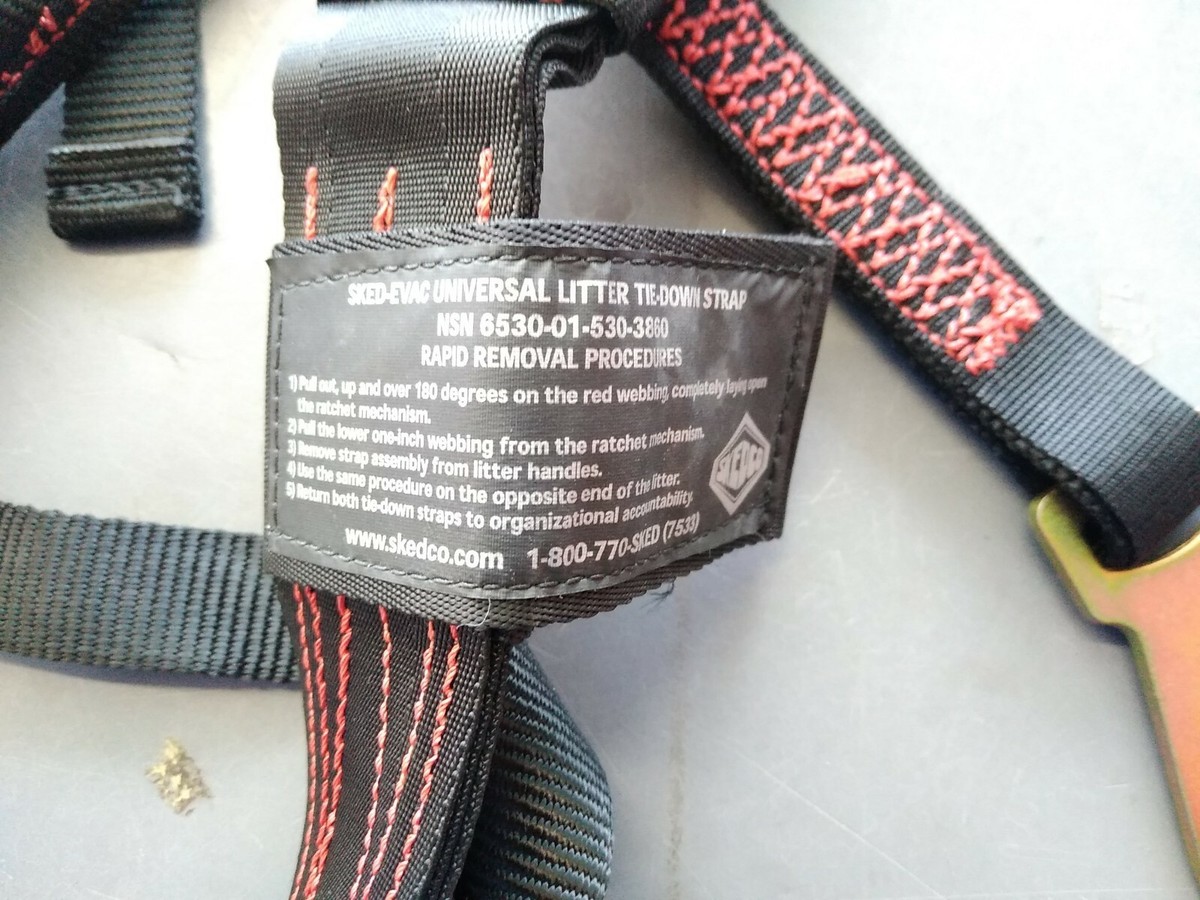 SKED-EVAC UNIVERSAL LITTER TIE-DOWN STRAP
NSN 6530-01-530-3860
RAPID REMOVAL PROCEDURES
1) Pull out, up and over 180 degrees on the red webbing, completely laying open
the ratchet mechanism.
2) Pull the lower one-inch webbing from the ratchet mechanism.
3) Remove strap assembly from litter handles.
4) Use the same procedure on the opposite end of the litter.
5) Return both tie-down straps to organizational accountability.
SKEDCO
www.skedco.com 1-800-770-SKED (7533)